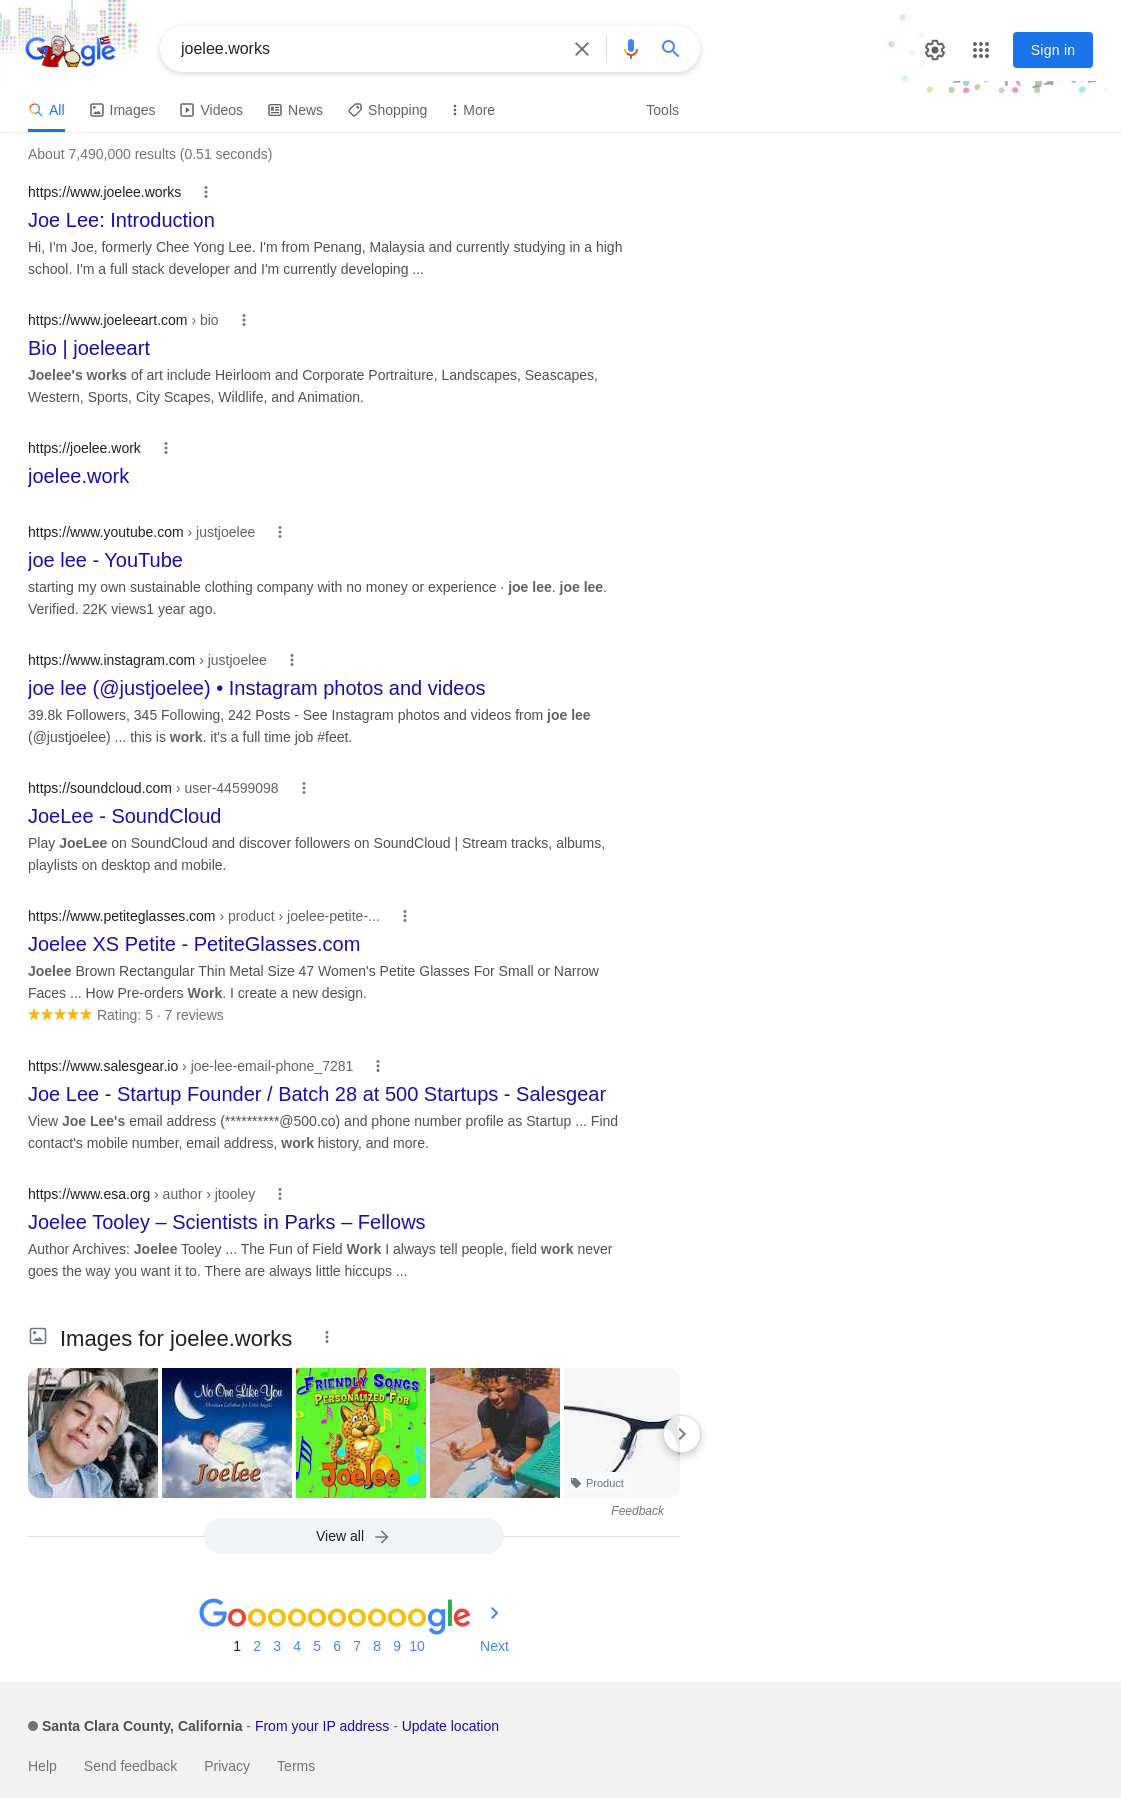 Google
joelee.works
Sign in
All
Images
Videos
News
Shopping
More
Tools
About 7,490,000 results (0.51 seconds)
https://www.joelee.works
Joe Lee: Introduction
Hi, I'm Joe, formerly Chee Yong Lee. I'm from Penang, Malaysia and currently studying in a high
school. I'm a full stack developer and I'm currently developing ...
https://www.joeleeart.com › bio
Bio | joeleeart
Joelee's works of art include Heirloom and Corporate Portraiture, Landscapes, Seascapes,
Western, Sports, City Scapes, Wildlife, and Animation.
https://joelee.work
joelee.work
https://www.youtube.com › justjoelee
joe lee - YouTube
starting my own sustainable clothing company with no money or experience · joe lee. joe lee.
Verified. 22K views1 year ago.
https://www.instagram.com › justjoelee
joe lee (@justjoelee) • Instagram photos and videos
39.8k Followers, 345 Following, 242 Posts - See Instagram photos and videos from joe lee
(@justjoelee) ... this is work. it's a full time job #feet.
https://soundcloud.com › user-44599098
JoeLee - SoundCloud
Play JoeLee on SoundCloud and discover followers on SoundCloud | Stream tracks, albums,
playlists on desktop and mobile.
https://www.petiteglasses.com › product › joelee-petite-...
Joelee XS Petite - PetiteGlasses.com
Joelee Brown Rectangular Thin Metal Size 47 Women's Petite Glasses For Small or Narrow
Faces ... How Pre-orders Work. I create a new design.
Rating: 5 · 7 reviews
https://www.salesgear.io › joe-lee-email-phone_7281
Joe Lee - Startup Founder / Batch 28 at 500 Startups - Salesgear
View Joe Lee's email address (**********@500.co) and phone number profile as Startup ... Find
contact's mobile number, email address, work history, and more.
https://www.esa.org › author › jtooley
Joelee Tooley – Scientists in Parks – Fellows
Author Archives: Joelee Tooley ... The Fun of Field Work I always tell people, field work never
goes the way you want it to. There are always little hiccups ...
Images for joelee.works
No One Like You
Christian Lullabies for Little Angels
Joelee
FRIENDLY SONGS
PERSONALIZED FOR
Joelee
Product
Feedback
View all
Goooooooooogle
1 2 3 4 5 6 7 8 9 10 Next
Santa Clara County, California - From your IP address - Update location
Help Send feedback Privacy Terms